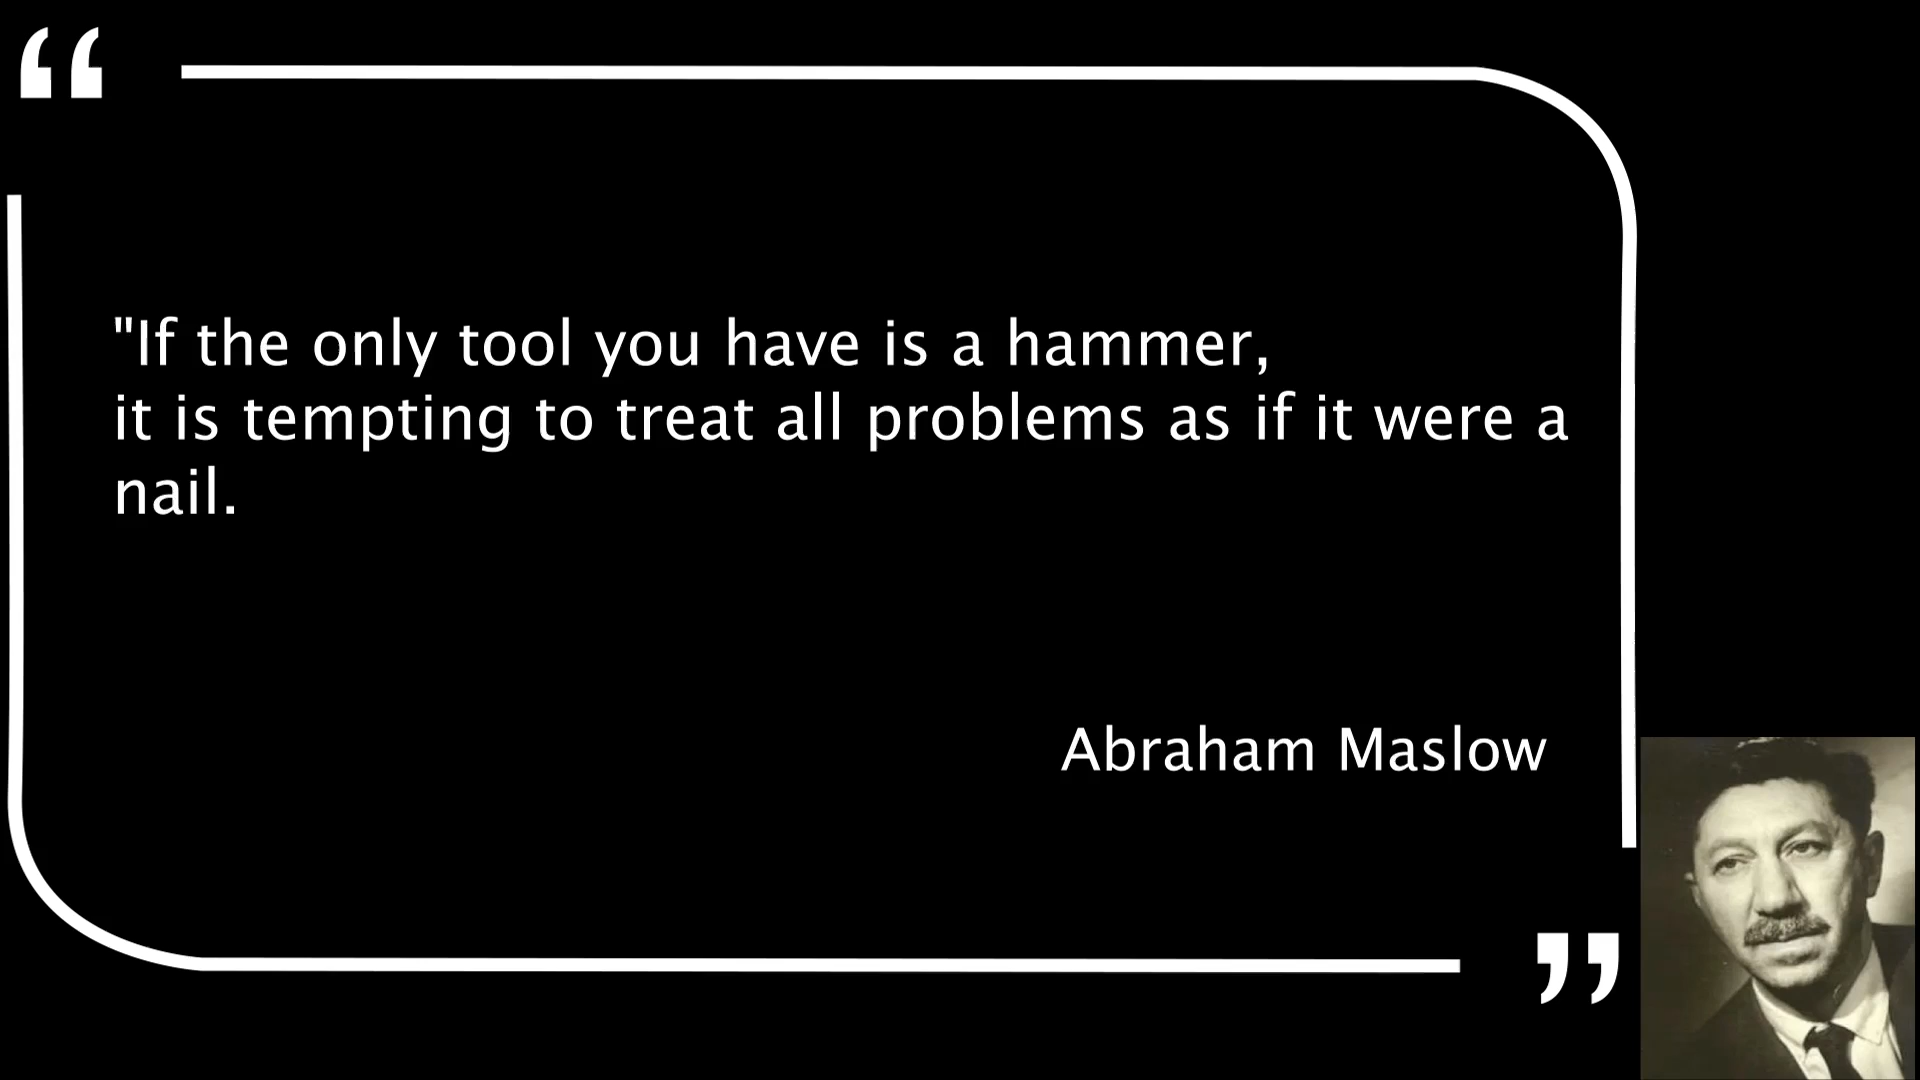 "If the only tool you have is a hammer,
it is tempting to treat all problems as if it were a
nail.
Abraham Maslow